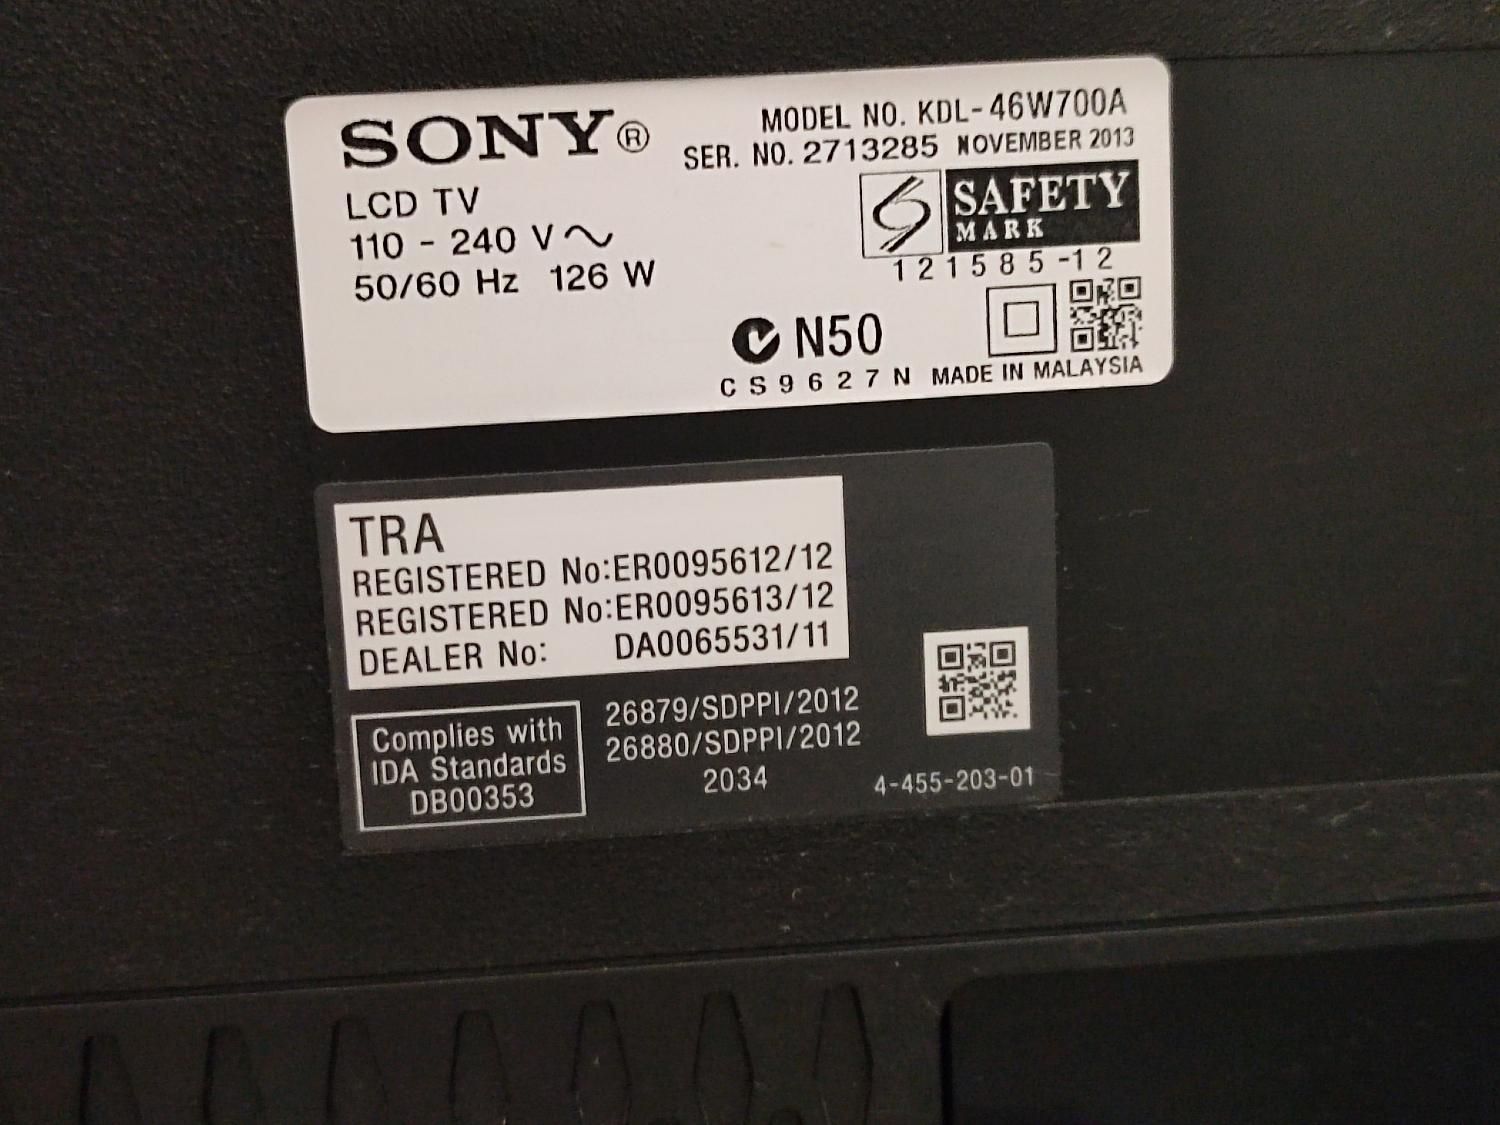 SONY®
MODEL NO. KDL-46W700A
SER. NO. 2713285 NOVEMBER 2013
LCD TV
110 - 240 V~
50/60 Hz 126 W
SAFETY
MARK
121585-12
N50
CS9627N MADE IN MALAYSIA
TRA
REGISTERED No:ER0095612/12
REGISTERED No:ER0095613/12
DEALER No: DA0065531/11
Complies with
IDA Standards
DB00353
26879/SDPPI/2012
26880/SDPPI/2012
2034
4-455-203-01